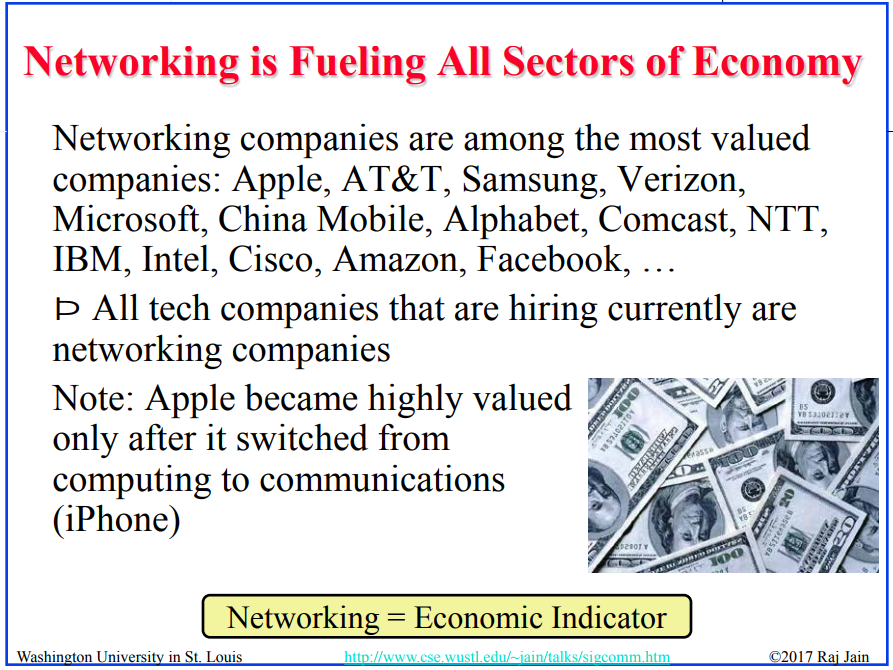 Networking is Fueling All Sectors of Economy
Networking companies are among the most valued
companies: Apple, AT&T, Samsung, Verizon,
Microsoft, China Mobile, Alphabet, Comcast, NTT,
IBM, Intel, Cisco, Amazon, Facebook, …
Þ All tech companies that are hiring currently are
networking companies
Note: Apple became highly valued
only after it switched from
computing to communications
(iPhone)
Networking = Economic Indicator
Washington University in St. Louis
http://www.cse.wustl.edu/~jain/talks/sigcomm.htm
©2017 Raj Jain